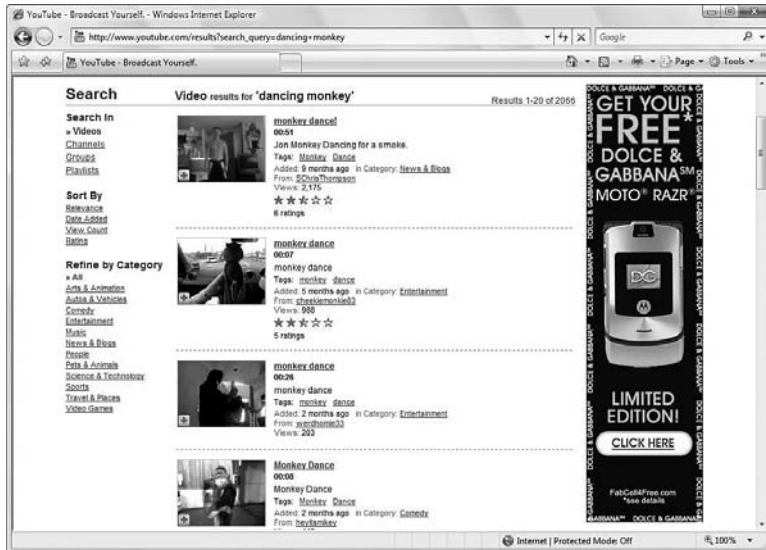 YouTube - Broadcast Yourself. - Windows Internet Explorer
http://www.youtube.com/results?search_query=dancing+monkey
Google
YouTube - Broadcast Yourself.
Page
Tools
Search
Video results for 'dancing monkey'
Results 1-20 of 2066
Search In
» Videos
Channels
Groups
Playlists
Sort By
Relevance
Date Added
View Count
Rating
Refine by Category
» All
Arts & Animation
Autos & Vehicles
Comedy
Entertainment
Music
News & Blogs
People
Pets & Animals
Science & Technology
Sports
Travel & Places
Video Games
monkey dance!
00:51
Jon Monkey Dancing for a smoke.
Tags: Monkey Dance
Added: 9 months ago in Category: News & Blogs
From: SChrisThompson
Views: 2,175
6 ratings
monkey dance
00:07
monkey dance
Tags: monkey dance
Added: 5 months ago in Category: Entertainment
From: cheekiemonkie83
Views: 988
5 ratings
monkey dance
00:26
monkey dance
Tags: monkey dance
Added: 2 months ago in Category: Entertainment
From: werdhomie33
Views: 203
Monkey Dance
00:08
Monkey Dance
Tags: Monkey Dance
Added: 2 months ago in Category: Comedy
From: heyitsmikey
DOLCE & GABBANA℠ DOLCE & G
GET YOUR
FREE*
DOLCE &
GABBANA℠
MOTO® RAZR®
DG
LIMITED
EDITION!
CLICK HERE
FabCell4Free.com
*see details
Internet | Protected Mode: Off
100%